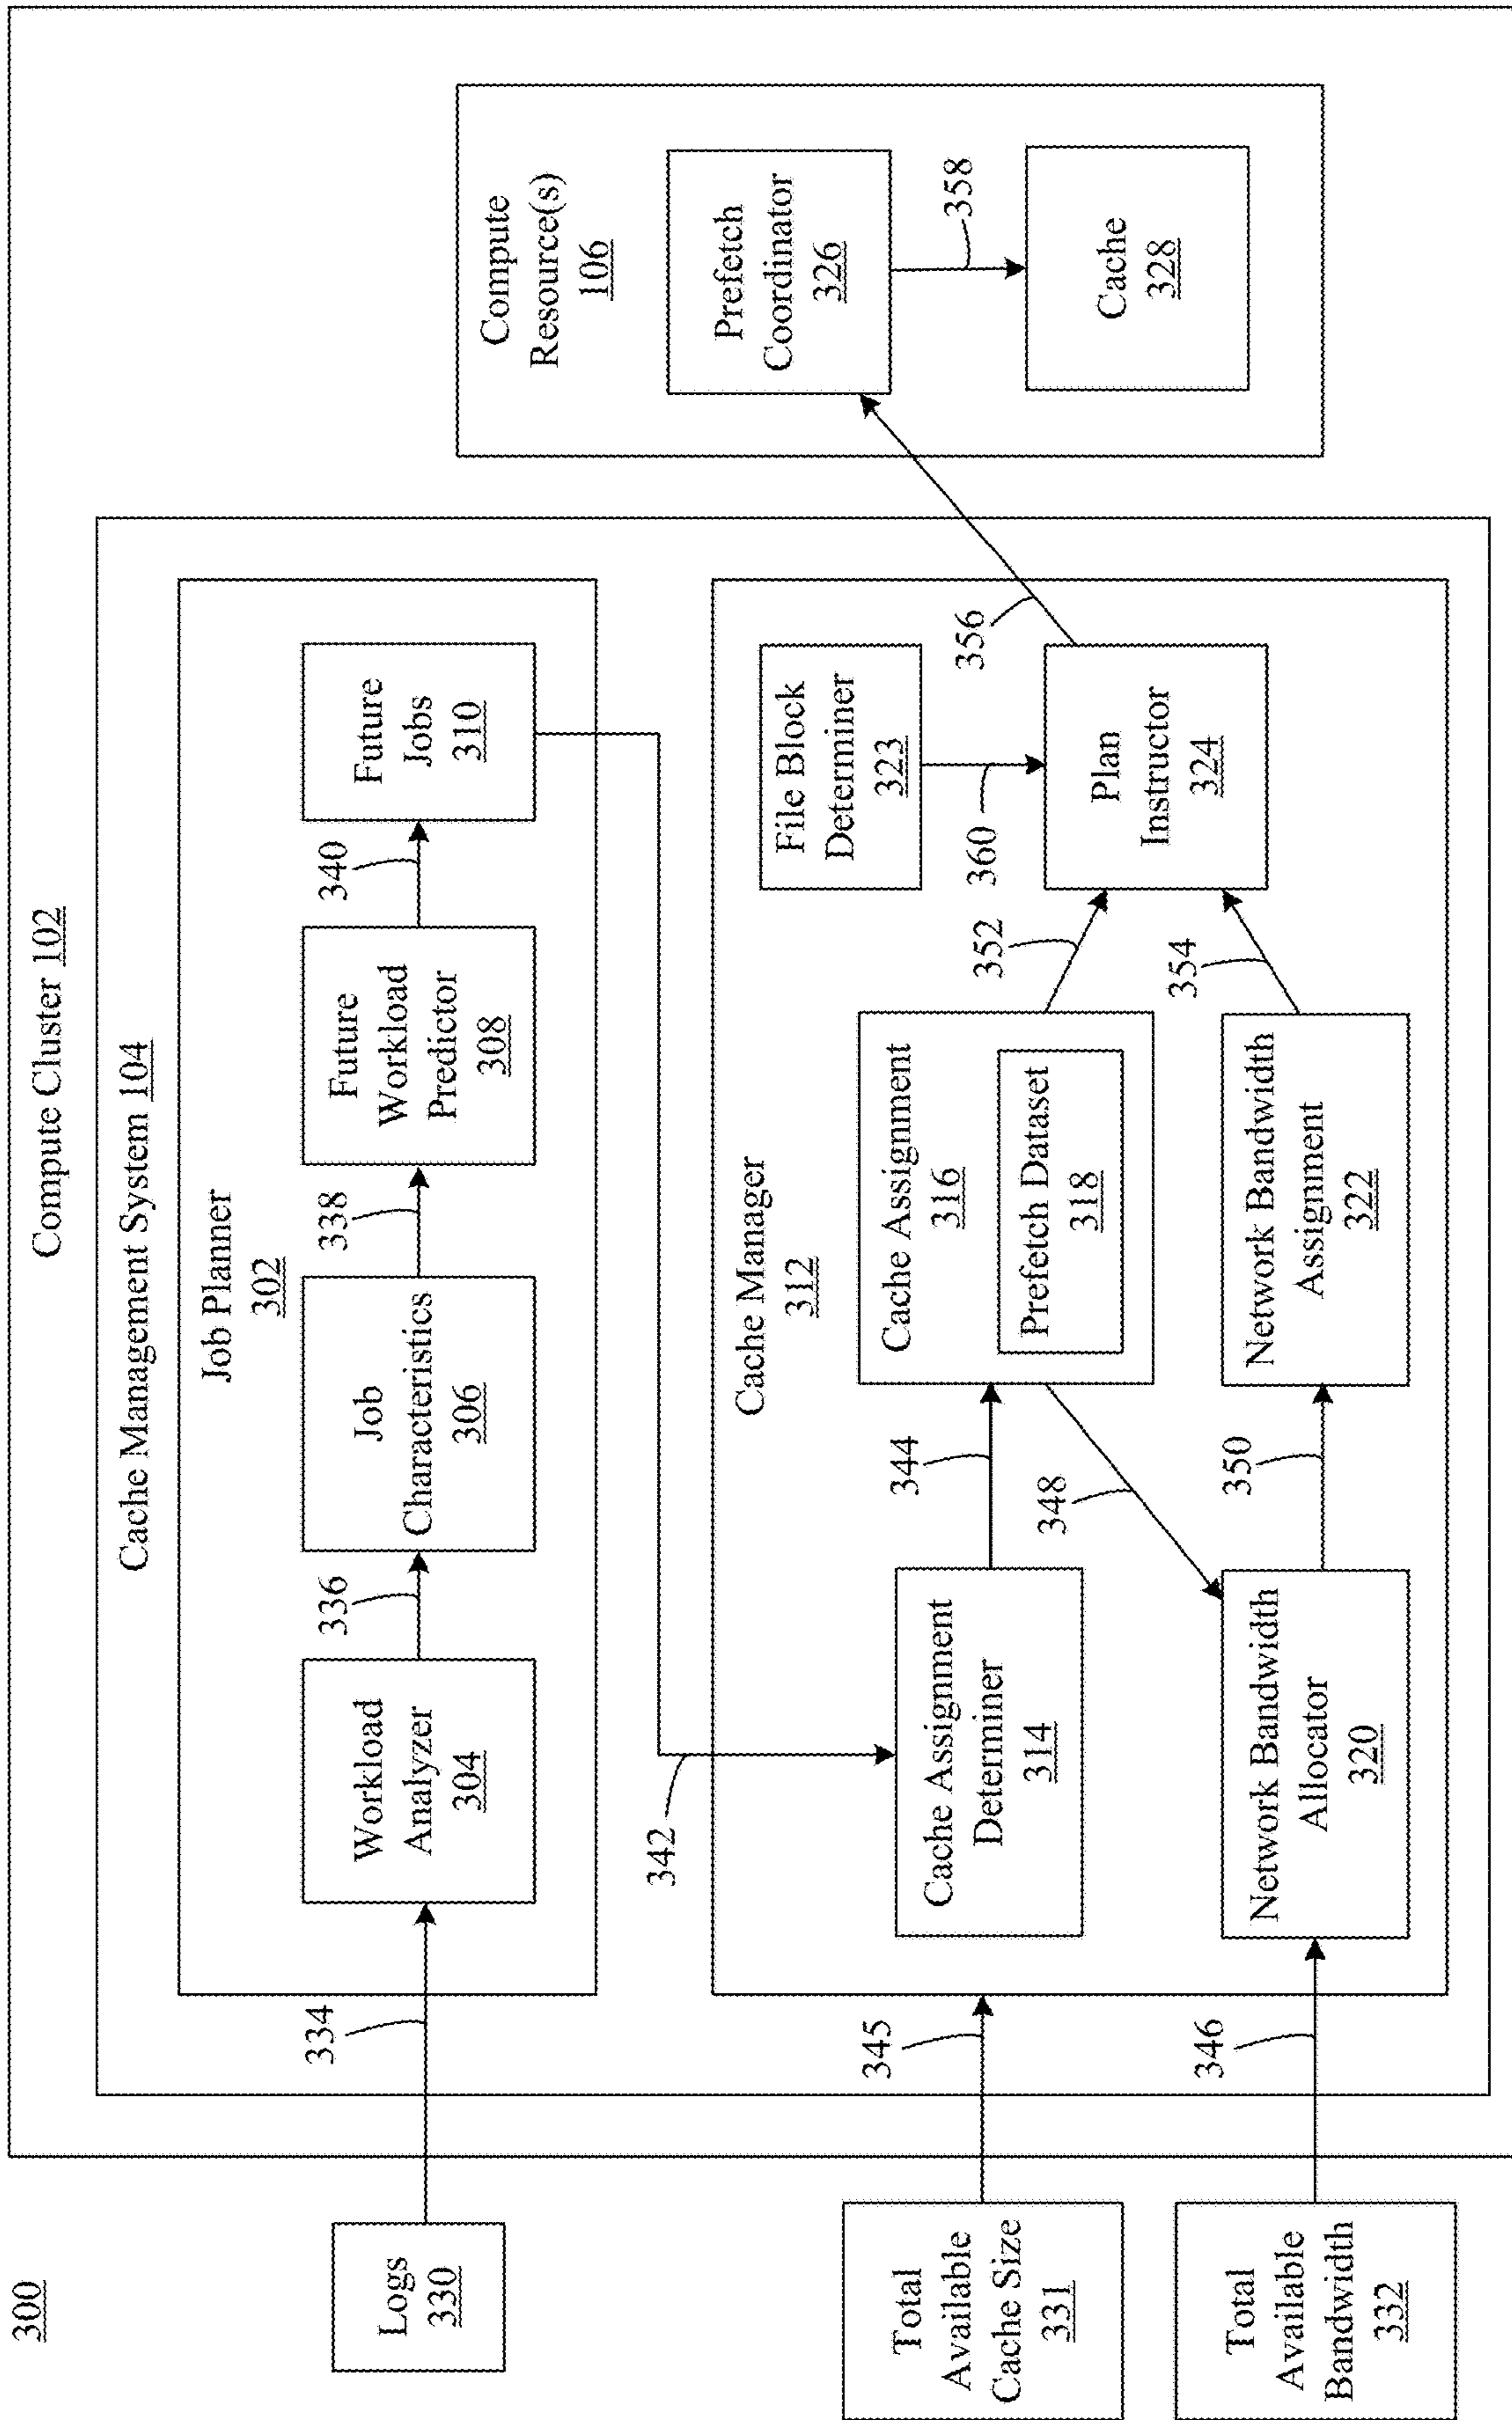 300
Compute Cluster 102
Cache Management System 104
Job Planner
302
Logs
330
334
Workload
Analyzer
304
336
Job
Characteristics
306
338
Future
Workload
Predictor
308
340
Future
Jobs
310
342
Cache Manager
312
Total
Available
Cache Size
331
345
Cache Assignment
Determiner
314
344
Cache Assignment
316
Prefetch Dataset
318
348
352
File Block
Determiner
323
360
Plan
Instructor
324
356
Total
Available
Bandwidth
332
346
Network Bandwidth
Allocator
320
350
Network Bandwidth
Assignment
322
354
Compute
Resource(s)
106
Prefetch
Coordinator
326
358
Cache
328